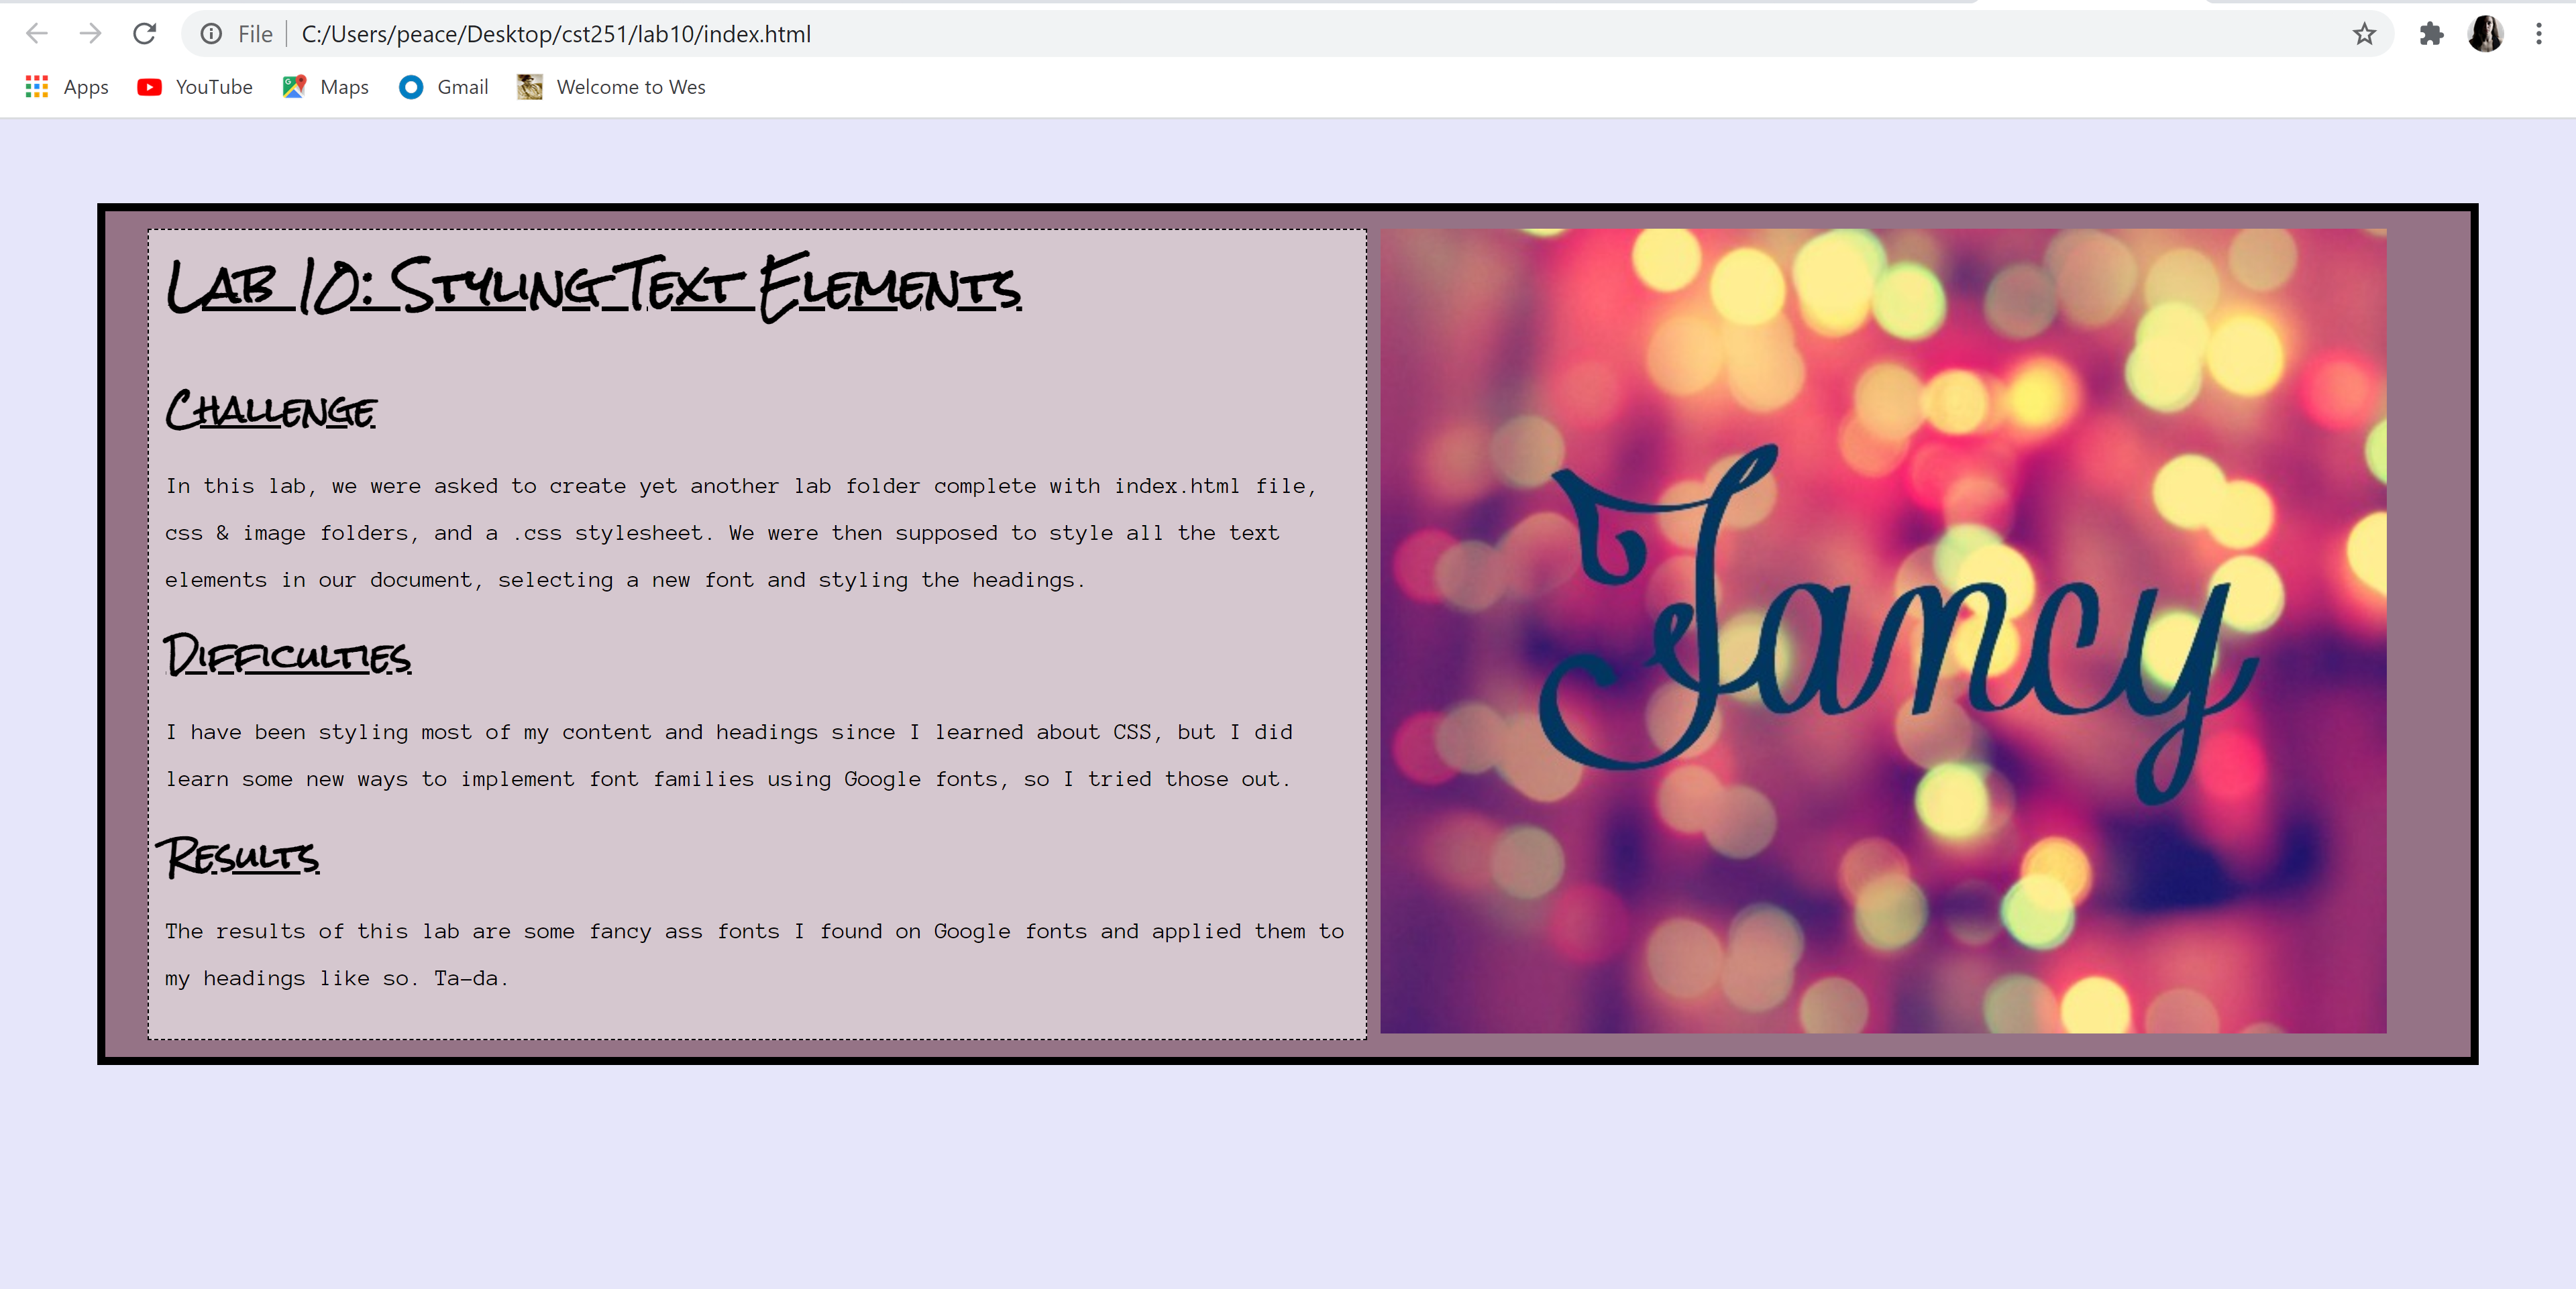 File C:/Users/peace/Desktop/cst251/lab10/index.html
Apps YouTube Maps Gmail Welcome to Wes
Lab 10: Styling Text Elements
Challenge
In this lab, we were asked to create yet another lab folder complete with index.html file,
css & image folders, and a .css stylesheet. We were then supposed to style all the text
elements in our document, selecting a new font and styling the headings.
Difficulties
I have been styling most of my content and headings since I learned about CSS, but I did
learn some new ways to implement font families using Google fonts, so I tried those out.
Results
The results of this lab are some fancy ass fonts I found on Google fonts and applied them to
my headings like so. Ta-da.
Fancy